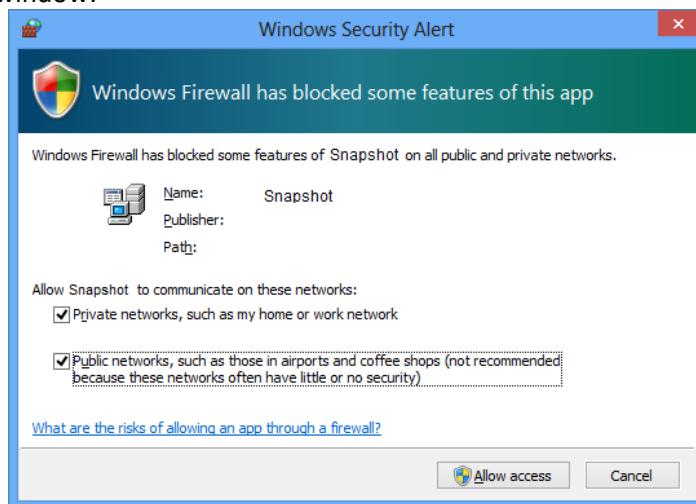 window?
Windows Security Alert
Windows Firewall has blocked some features of this app
Windows Firewall has blocked some features of Snapshot on all public and private networks.
Name: Snapshot
Publisher:
Path:
Allow Snapshot to communicate on these networks:
Private networks, such as my home or work network
Public networks, such as those in airports and coffee shops (not recommended
because these networks often have little or no security)
What are the risks of allowing an app through a firewall?
Allow access Cancel